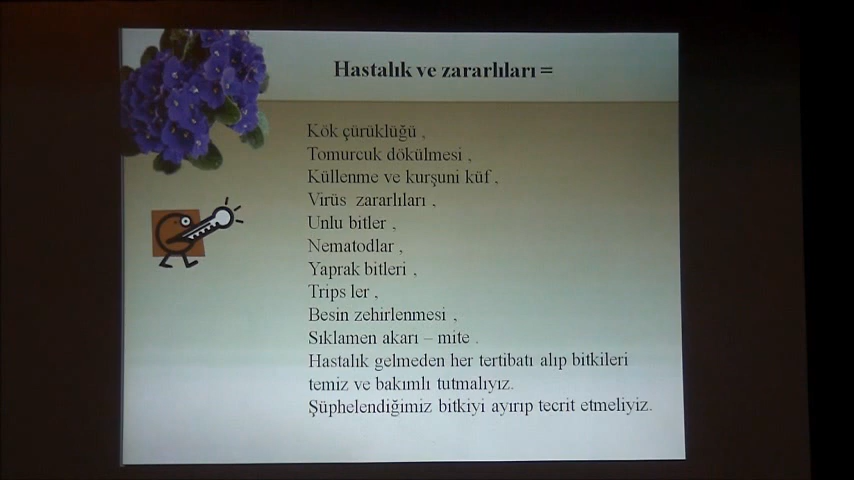 Hastalık ve zararlıları =
Kök çürüklüğü ,
Tomurcuk dökülmesi ,
Küllenme ve kurşuni küf ,
Virüs zararlıları ,
Unlu bitler ,
Nematodlar ,
Yaprak bitleri ,
Trips ler ,
Besin zehirlenmesi ,
Sıklamen akarı – mite .
Hastalık gelmeden her tertibatı alıp bitkileri
temiz ve bakımlı tutmalıyız.
Şüphelendiğimiz bitkiyi ayırıp tecrit etmeliyiz.